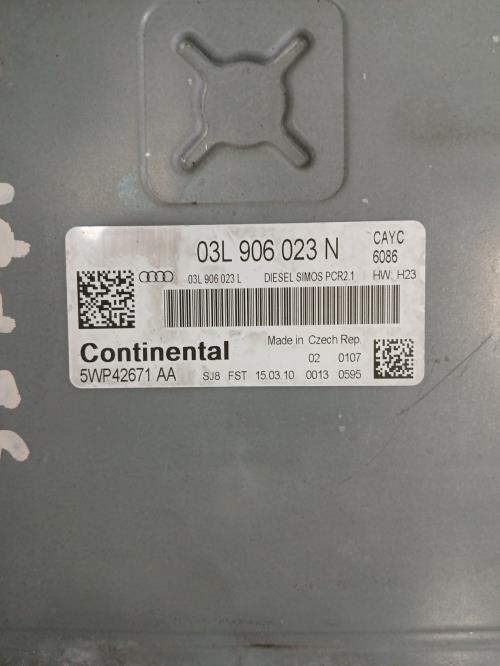 03L 906 023 N CAYC
6086
03L 906 023 L DIESEL SIMOS PCR2.1 HW: H23
Continental Made in Czech Rep.
02 0107
5WP42671 AA SJ8 FST 15.03.10 0013 0595